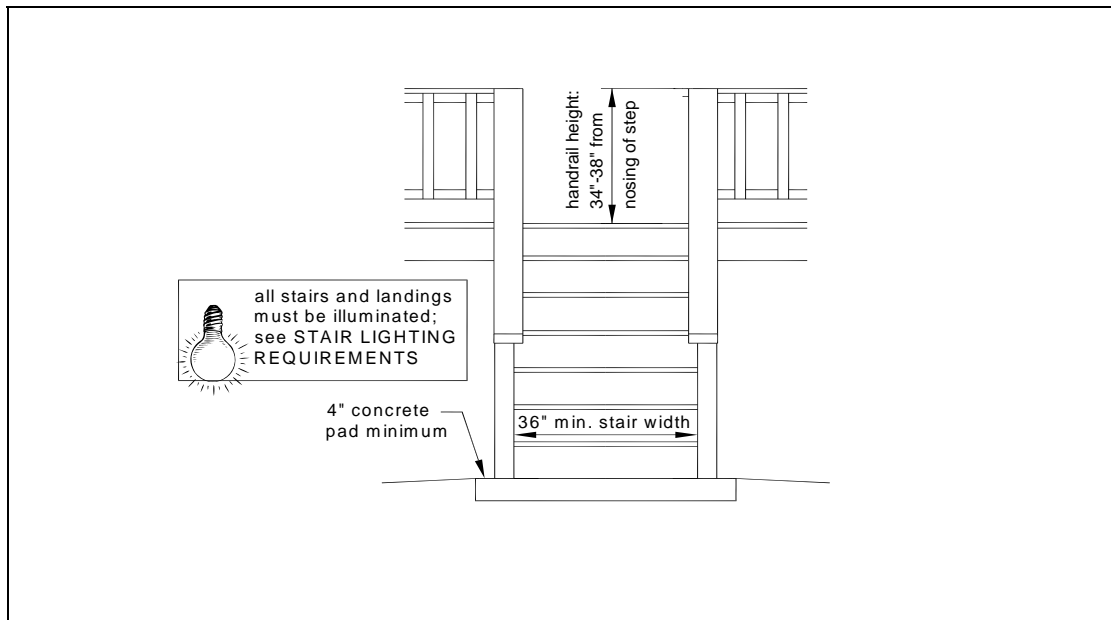 handrail height:
34"-38" from
nosing of step
all stairs and landings
must be illuminated;
see STAIR LIGHTING
REQUIREMENTS
4" concrete
pad minimum
36" min. stair width